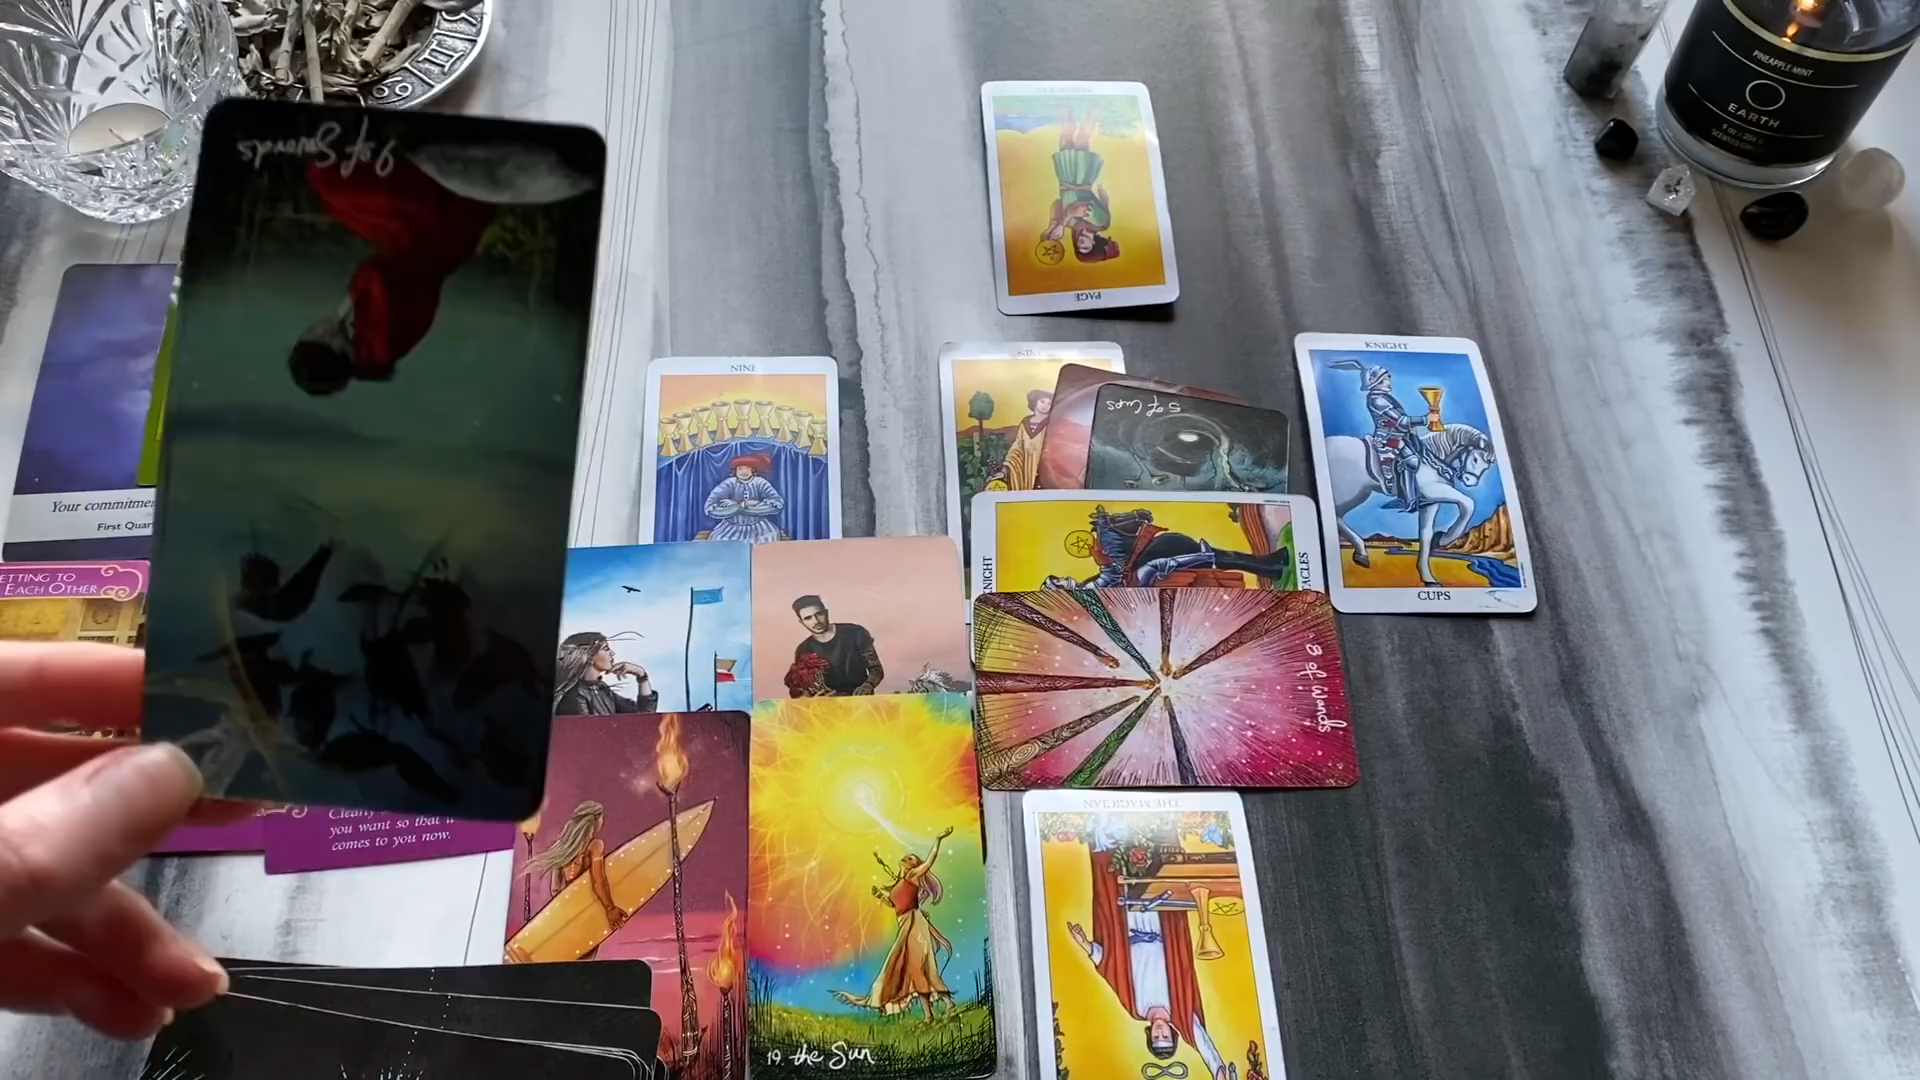 PINEAPPLE MINT
EARTH
9 of Swords
PAGE
KNIGHT
CUPS
NINE
5 of Cups
Your commitmen
First Quar
ETTING TO
EACH OTHER
KNIGHT
ACLES
8 of Wands
THE MAGICIAN
Clearly
you want so that
comes to you now.
19. the Sun